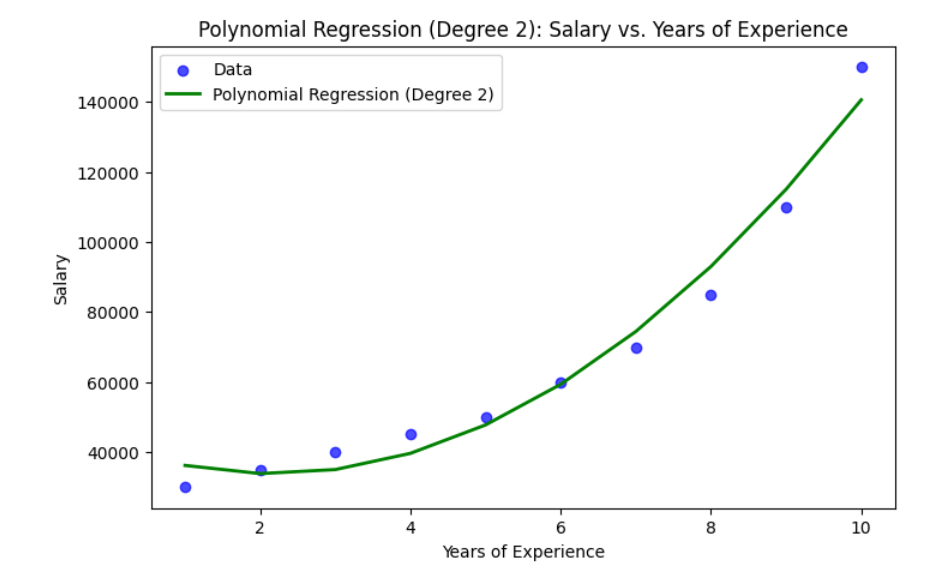 Polynomial Regression (Degree 2): Salary vs. Years of Experience
Data
Polynomial Regression (Degree 2)
140000
120000
100000
80000
60000
40000
Salary
2 4 6 8 10
Years of Experience